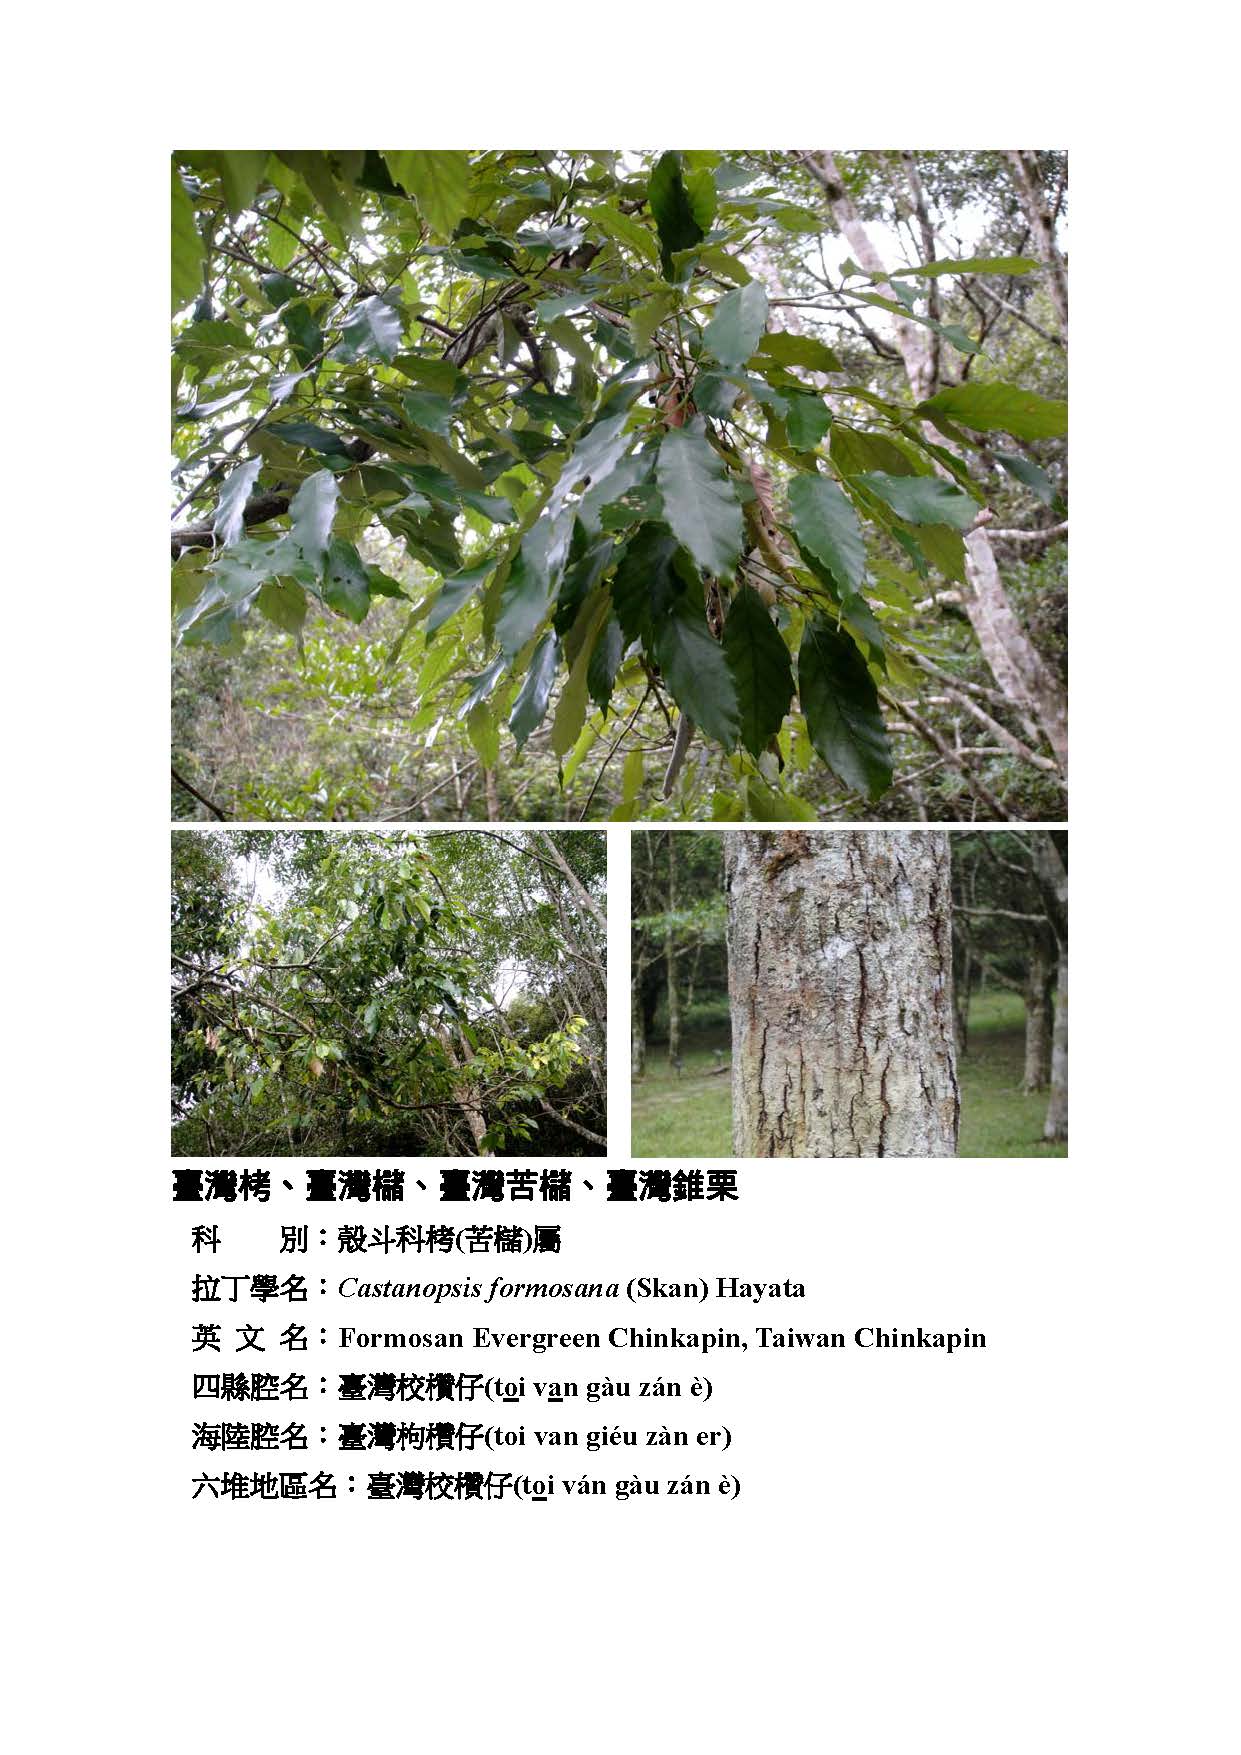 臺灣栲、臺灣櫧、臺灣苦櫧、臺灣錐栗
科　　別：殼斗科栲(苦櫧)屬
拉丁學名：Castanopsis formosana (Skan) Hayata
英 文 名：Formosan Evergreen Chinkapin, Taiwan Chinkapin
四縣腔名：臺灣校欑仔(toi van gàu zán è)
海陸腔名：臺灣枸欑仔(toi van giéu zàn er)
六堆地區名：臺灣校欑仔(toi ván gàu zán è)